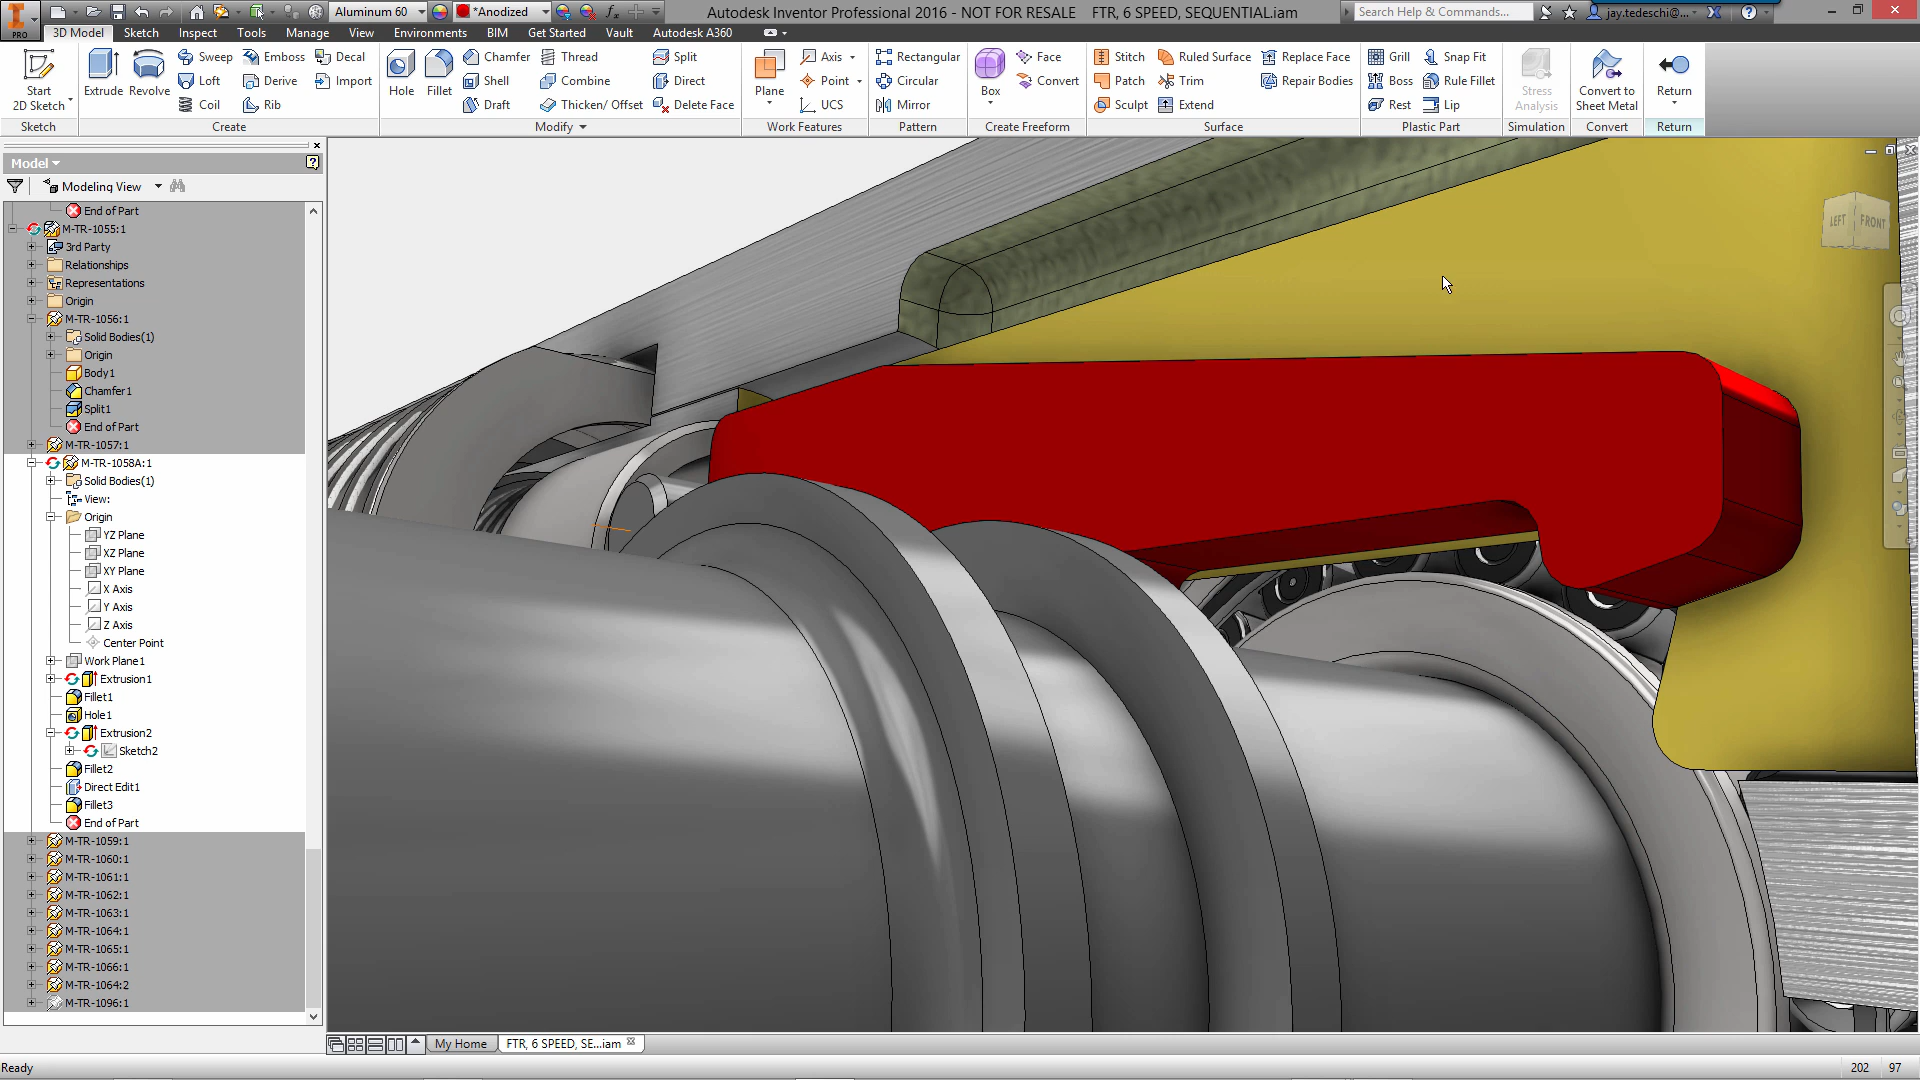 Aluminum 60 *Anodized Autodesk Inventor Professional 2016 - NOT FOR RESALE FTR, 6 SPEED, SEQUENTIAL.iam Search Help & Commands... jay.tedeschi@...
PRO 3D Model Sketch Inspect Tools Manage View Environments BIM Get Started Vault Autodesk A360
Start 2D Sketch
Sketch
Extrude Revolve Sweep Loft Coil Emboss Derive Rib Decal Import
Create
Hole Fillet Chamfer Shell Draft Thread Combine Thicken/ Offset Split Direct Delete Face
Modify
Plane Axis Point UCS
Work Features
Rectangular Circular Mirror
Pattern
Box Face Convert
Create Freeform
Stitch Patch Sculpt Ruled Surface Trim Extend Replace Face Repair Bodies
Surface
Grill Boss Rest Snap Fit Rule Fillet Lip
Plastic Part
Stress Analysis
Simulation
Convert to Sheet Metal
Convert
Return
Return
Model
Modeling View
End of Part
M-TR-1055:1
3rd Party
Relationships
Representations
Origin
M-TR-1056:1
Solid Bodies(1)
Origin
Body1
Chamfer1
Split1
End of Part
M-TR-1057:1
M-TR-1058A:1
Solid Bodies(1)
View:
Origin
YZ Plane
XZ Plane
XY Plane
X Axis
Y Axis
Z Axis
Center Point
Work Plane1
Extrusion1
Fillet1
Hole1
Extrusion2
Sketch2
Fillet2
Direct Edit1
Fillet3
End of Part
M-TR-1059:1
M-TR-1060:1
M-TR-1061:1
M-TR-1062:1
M-TR-1063:1
M-TR-1064:1
M-TR-1065:1
M-TR-1066:1
M-TR-1064:2
M-TR-1096:1
LEFT FRONT
My Home FTR, 6 SPEED, SE...iam
Ready 202 97